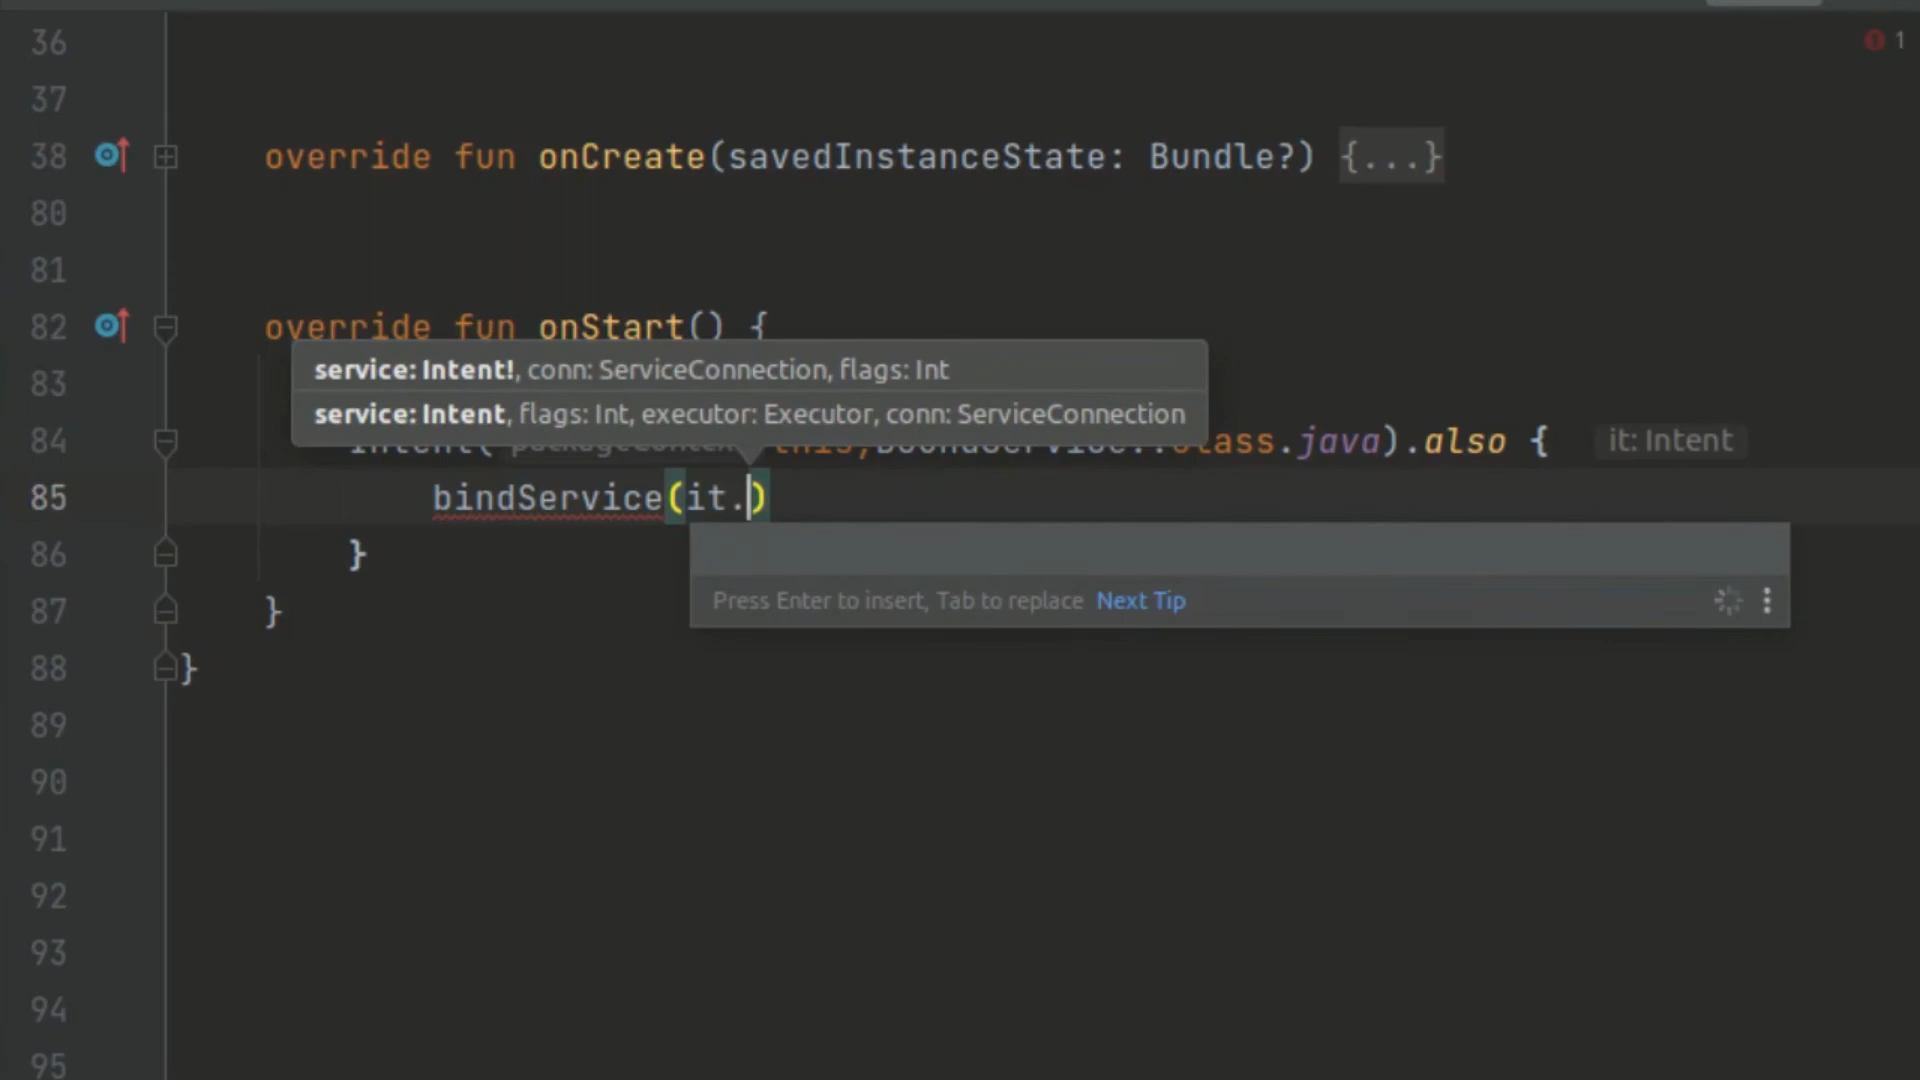 36
1
37
38 override fun onCreate(savedInstanceState: Bundle?) {...}
80
81
82 override fun onStart() {
service: Intent!, conn: ServiceConnection, flags: Int
83
service: Intent, flags: Int, executor: Executor, conn: ServiceConnection
84 Intent( this,BoundService::class.java).also { it: Intent
85 bindService(it.)
86 }
Press Enter to insert, Tab to replace Next Tip
87 }
88 }
89
90
91
92
93
94
95